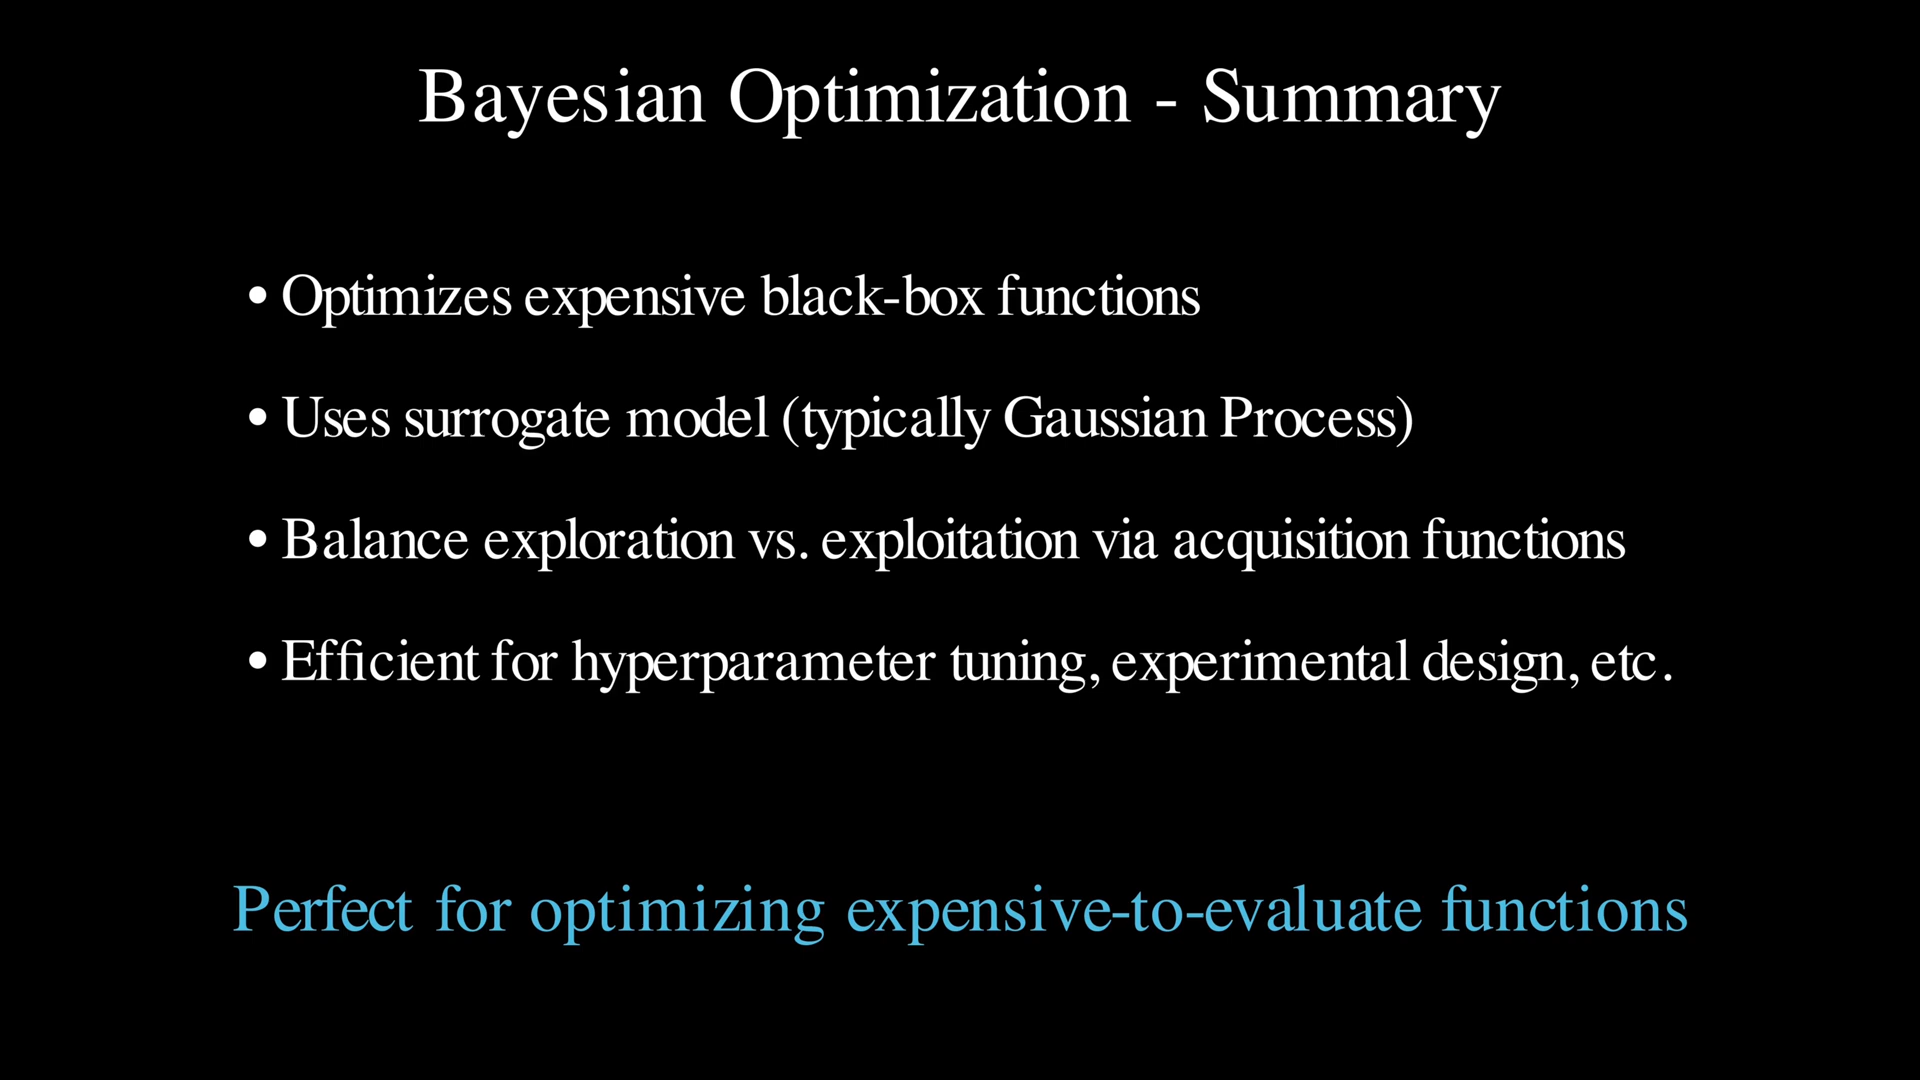 Bayesian Optimization - Summary
• Optimizes expensive black-box functions
• Uses surrogate model (typically Gaussian Process)
• Balance exploration vs. exploitation via acquisition functions
• Efficient for hyperparameter tuning, experimental design, etc.
Perfect for optimizing expensive-to-evaluate functions